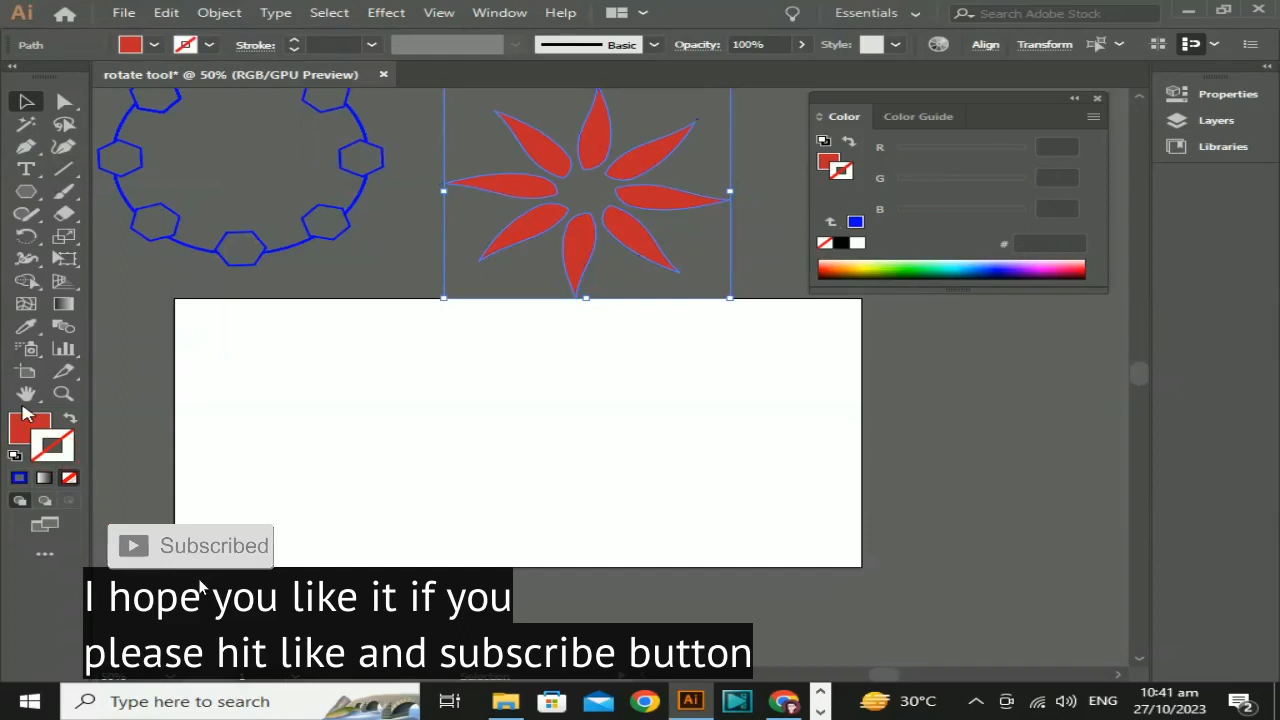 Ai File Edit Object Type Select Effect View Window Help Essentials Search Adobe Stock
Path Stroke: Basic Opacity: 100% Style: Align Transform
rotate tool* @ 50% (RGB/GPU Preview)
Color Color Guide
R
G
B
#
Properties
Layers
Libraries
Subscribed
I hope you like it if you
please hit like and subscribe button
Type here to search
Ai
30°C
ENG
10:41 am
27/10/2023
2